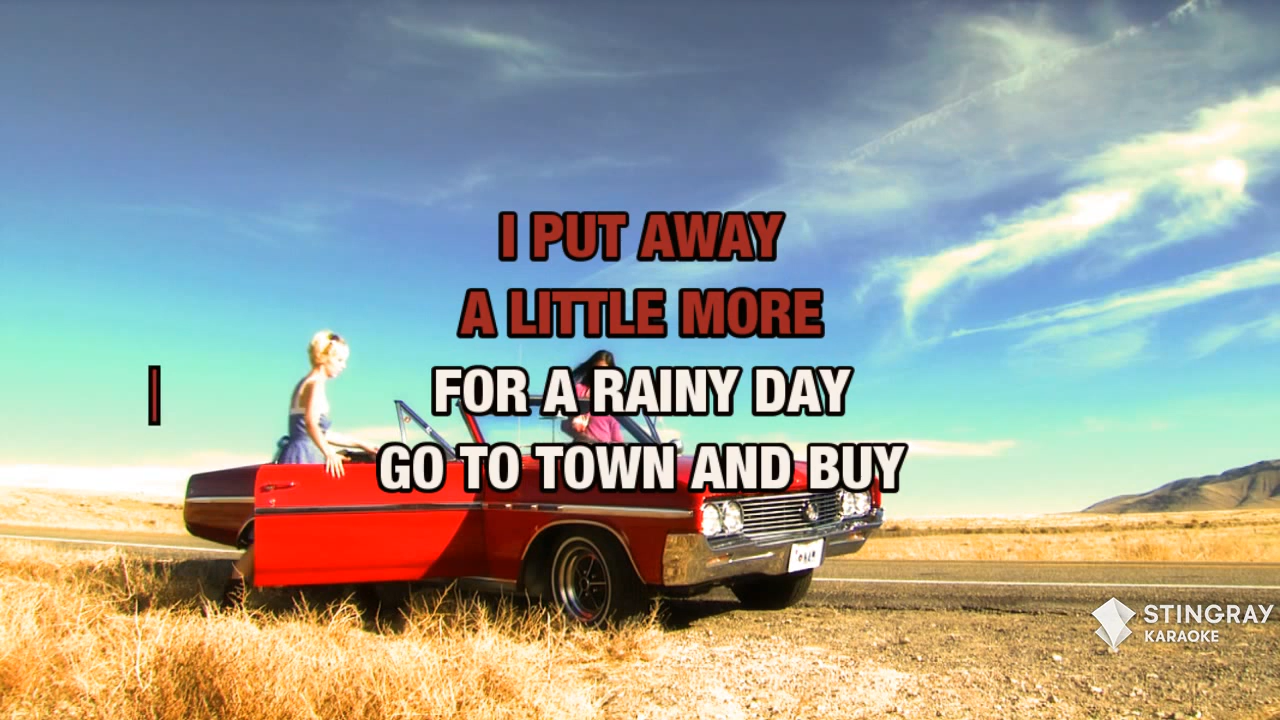 I PUT AWAY
A LITTLE MORE
FOR A RAINY DAY
GO TO TOWN AND BUY
STINGRAY
KARAOKE